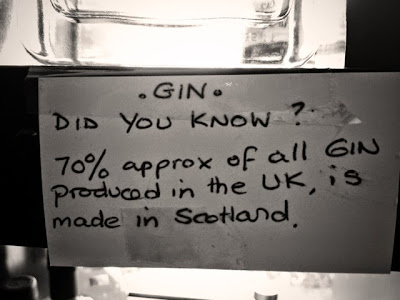 . GIN .
DID YOU KNOW ?
70% approx of all GIN
produced in the UK, is
made in Scotland.